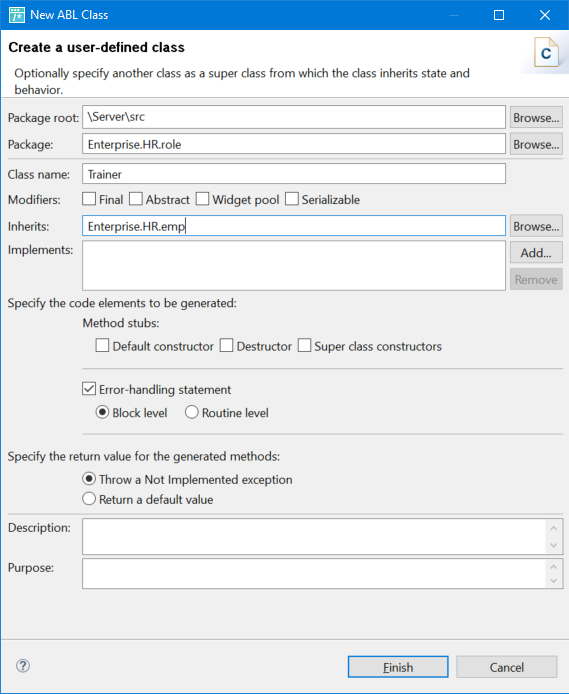 New ABL Class
Create a user-defined class
Optionally specify another class as a super class from which the class inherits state and
behavior.
C
Package root: \Server\src Browse...
Package: Enterprise.HR.role Browse...
Class name: Trainer
Modifiers: Final Abstract Widget pool Serializable
Inherits: Enterprise.HR.emp Browse...
Implements: Add...
Remove
Specify the code elements to be generated:
Method stubs:
Default constructor Destructor Super class constructors
Error-handling statement
Block level Routine level
Specify the return value for the generated methods:
Throw a Not Implemented exception
Return a default value
Description:
Purpose:
? Finish Cancel